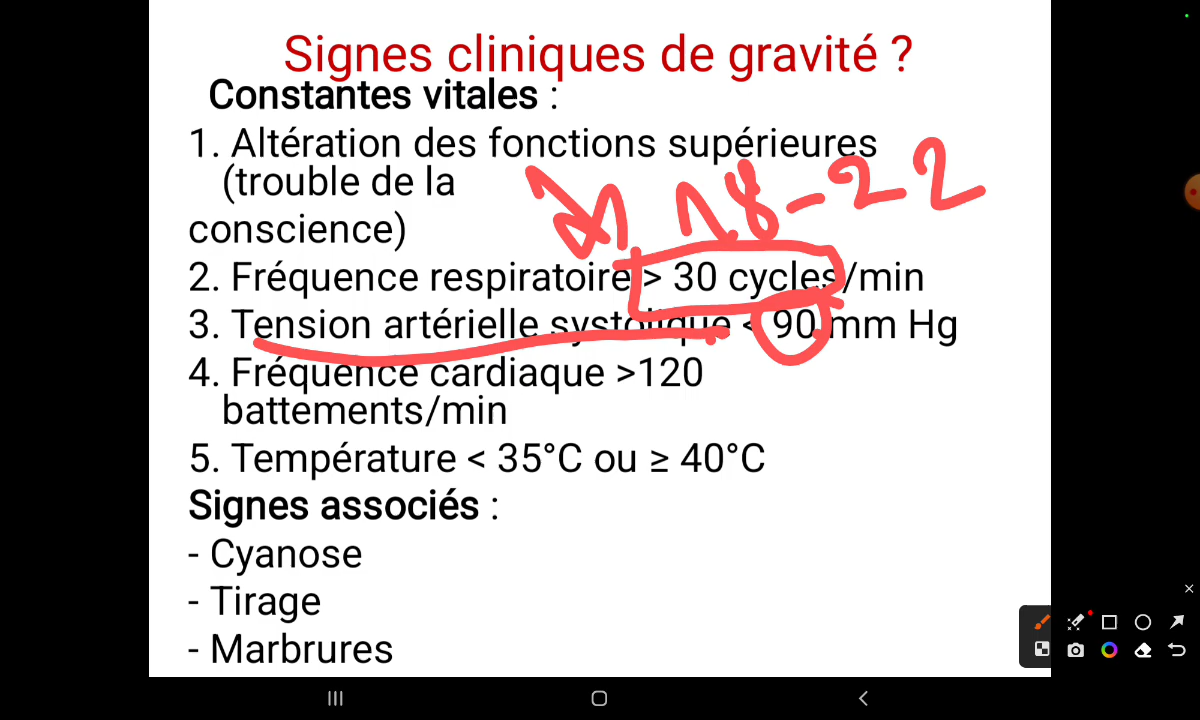 Signes cliniques de gravité ?
Constantes vitales :
1. Altération des fonctions supérieures
(trouble de la
conscience)
18-22
2. Fréquence respiratoire > 30 cycles/min
3. Tension artérielle systolique < 90 mm Hg
4. Fréquence cardiaque >120
battements/min
5. Température < 35°C ou ≥ 40°C
Signes associés :
- Cyanose
- Tirage
- Marbrures